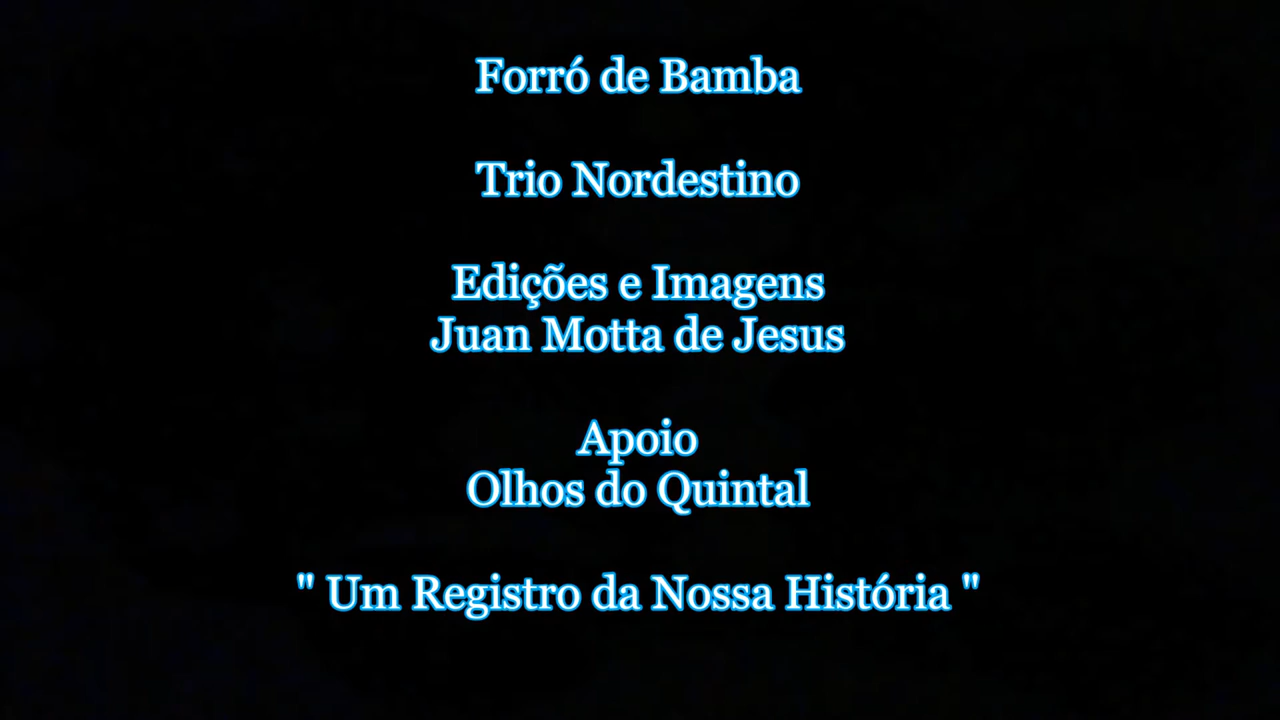 Forró de Bamba
Trio Nordestino
Edições e Imagens
Juan Motta de Jesus
Apoio
Olhos do Quintal
" Um Registro da Nossa História "